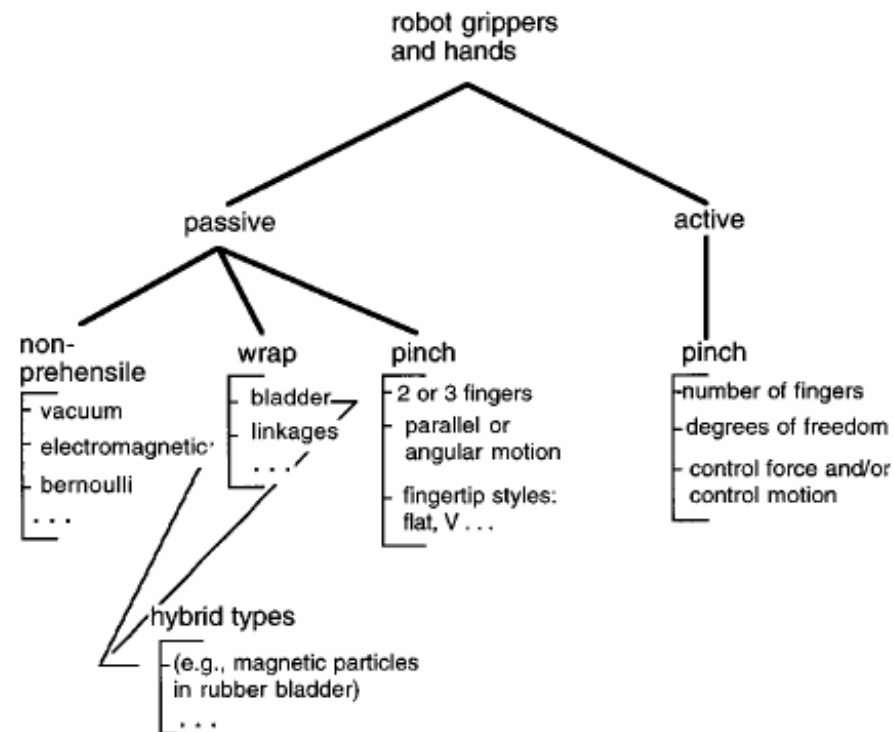 robot grippers
and hands
passive
active
non-
prehensile
vacuum
electromagnetic
bernoulli
. . .
wrap
bladder
linkages
. . .
pinch
2 or 3 fingers
parallel or
angular motion
fingertip styles:
flat, V . . .
pinch
number of fingers
degrees of freedom
control force and/or
control motion
hybrid types
(e.g., magnetic particles
in rubber bladder)
. . .